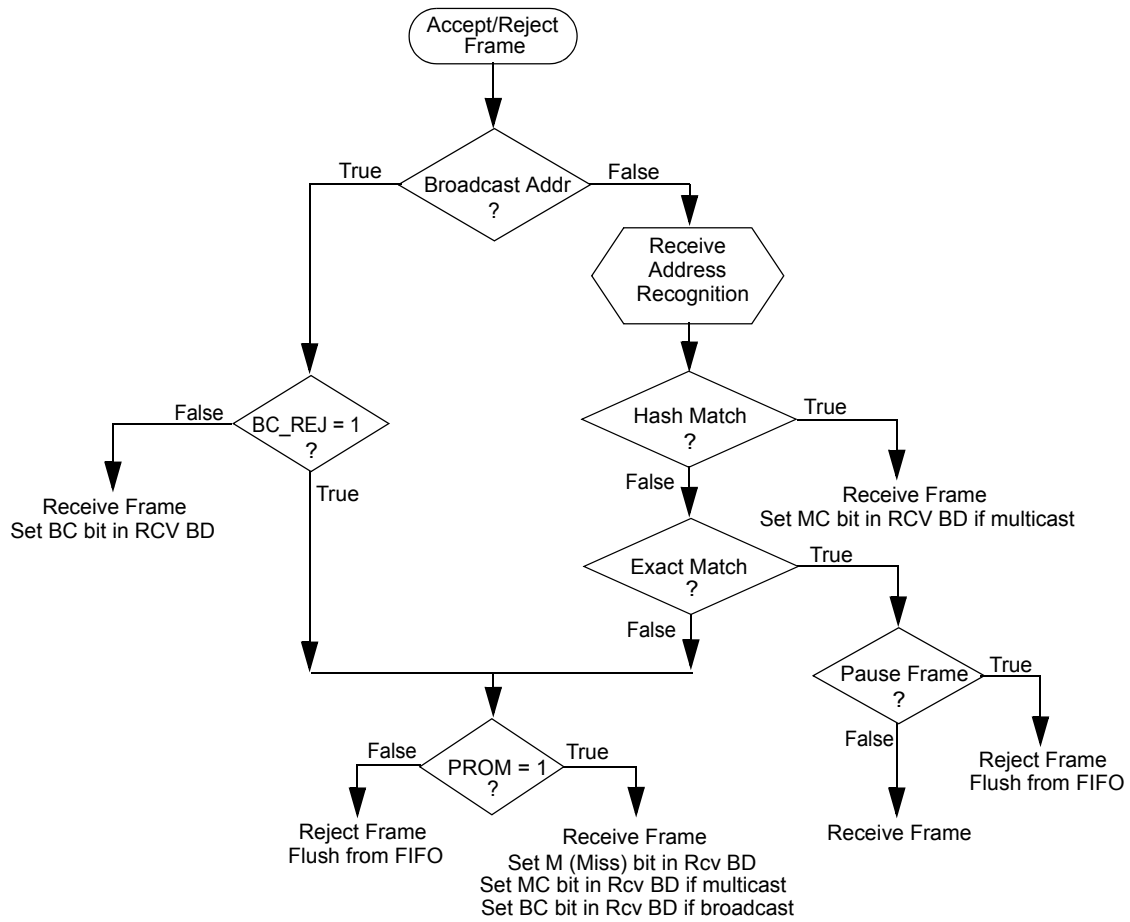 Accept/Reject
Frame
True
Broadcast Addr
?
False
Receive
Address
Recognition
False
BC_REJ = 1
?
True
Receive Frame
Set BC bit in RCV BD
Hash Match
?
True
False
Receive Frame
Set MC bit in RCV BD if multicast
Exact Match
?
True
False
Pause Frame
?
True
False
Reject Frame
Flush from FIFO
Receive Frame
False
PROM = 1
?
True
Reject Frame
Flush from FIFO
Receive Frame
Set M (Miss) bit in Rcv BD
Set MC bit in Rcv BD if multicast
Set BC bit in Rcv BD if broadcast